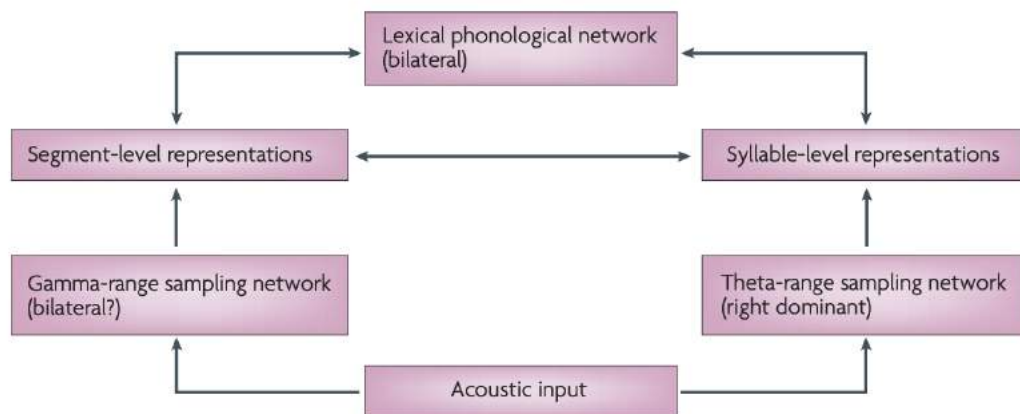 Lexical phonological network
(bilateral)
Segment-level representations
Syllable-level representations
Gamma-range sampling network
(bilateral?)
Theta-range sampling network
(right dominant)
Acoustic input